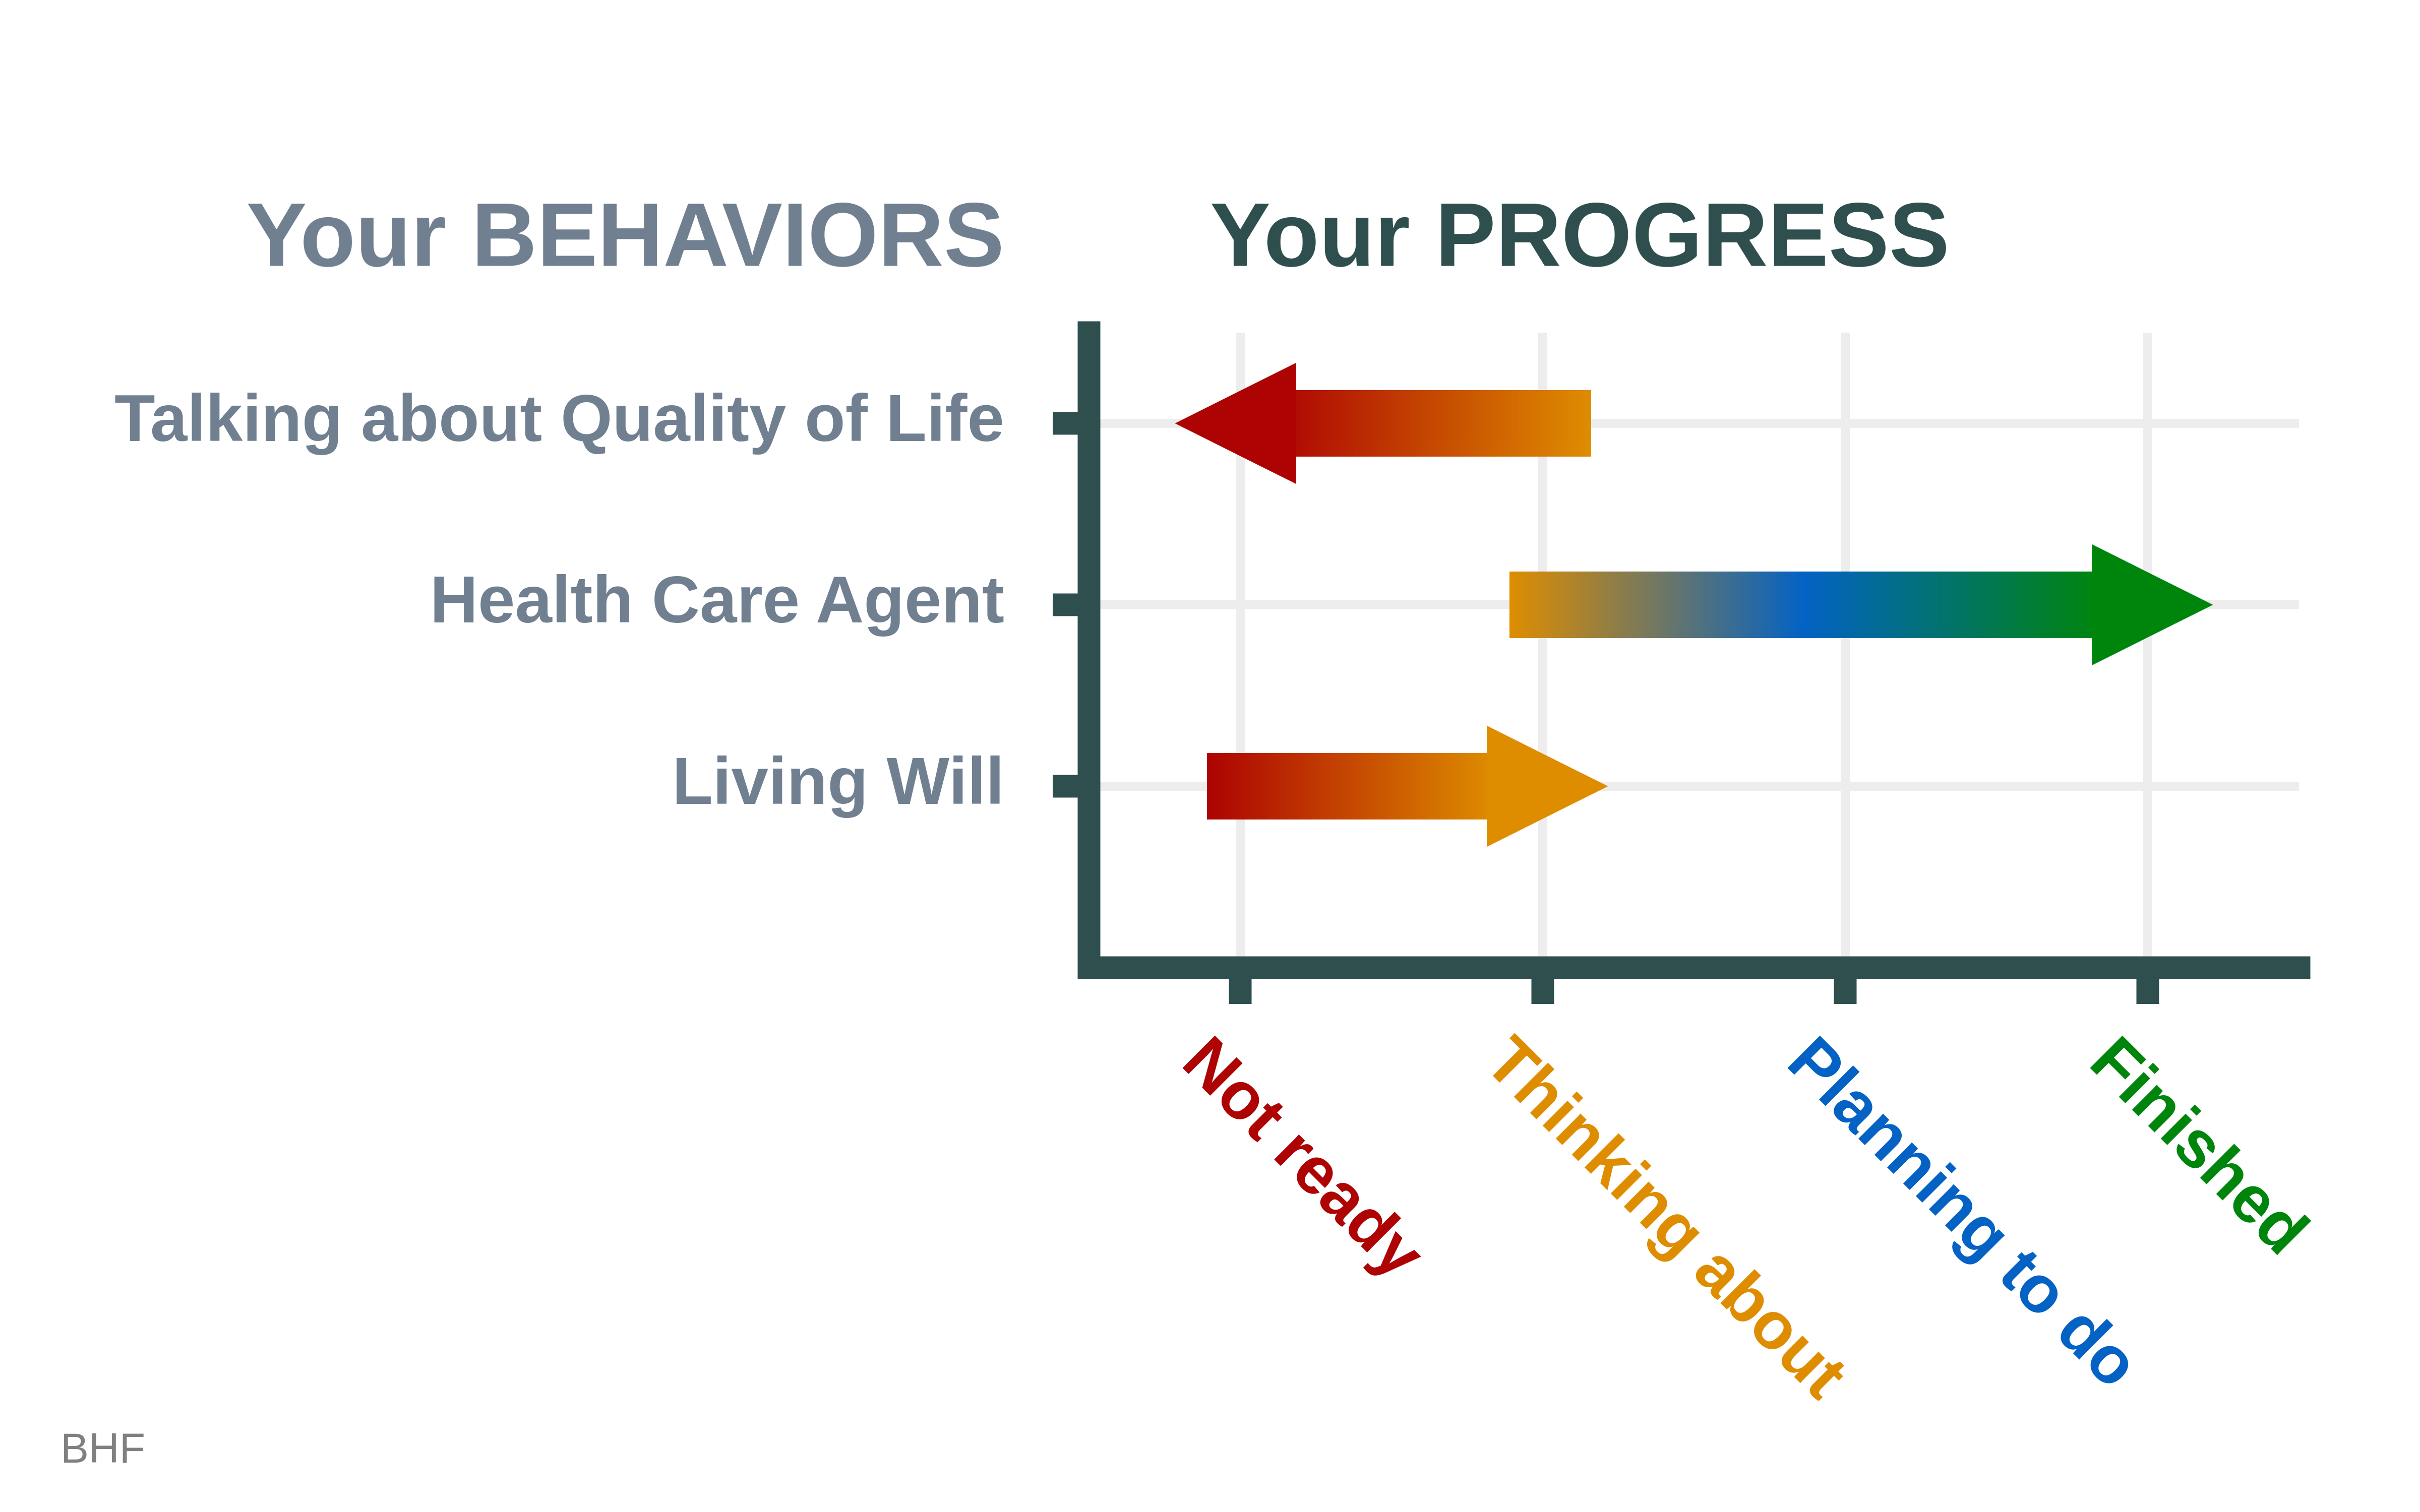 Your BEHAVIORS
Your PROGRESS
Talking about Quality of Life
Health Care Agent
Living Will
Not ready
Thinking about
Planning to do
Finished
BHF